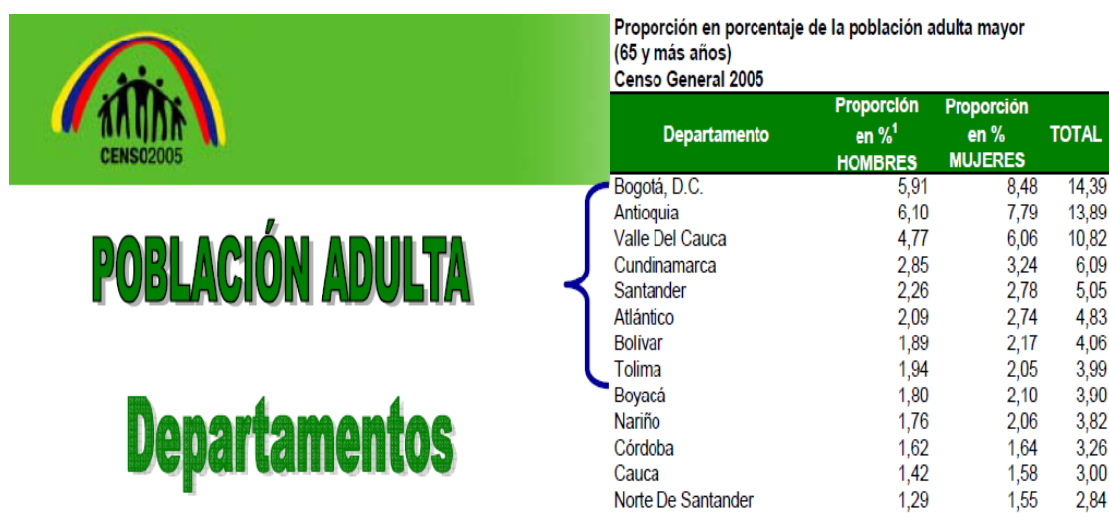 CENSO2005
POBLACIÓN ADULTA
Departamentos
Proporción en porcentaje de la población adulta mayor
(65 y más años)
Censo General 2005
Departamento Proporción en %1 HOMBRES Proporción en % MUJERES TOTAL
Bogotá, D.C. 5,91 8,48 14,39
Antioquia 6,10 7,79 13,89
Valle Del Cauca 4,77 6,06 10,82
Cundinamarca 2,85 3,24 6,09
Santander 2,26 2,78 5,05
Atlántico 2,09 2,74 4,83
Bolívar 1,89 2,17 4,06
Tolima 1,94 2,05 3,99
Boyacá 1,80 2,10 3,90
Nariño 1,76 2,06 3,82
Córdoba 1,62 1,64 3,26
Cauca 1,42 1,58 3,00
Norte De Santander 1,29 1,55 2,84